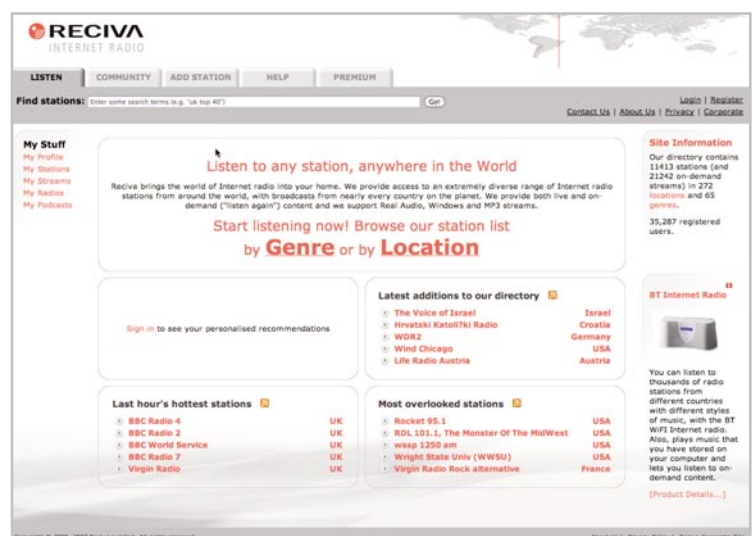 RECIVA
INTERNET RADIO
LISTEN COMMUNITY ADD STATION HELP PREMIUM
Find stations: Enter some search terms (e.g. "uk top 40") Go!
Login | Register
Contact Us | About Us | Privacy | Corporate
My Stuff
My Profile
My Stations
My Streams
My Radios
My Podcasts
Listen to any station, anywhere in the World
Reciva brings the world of Internet radio into your home. We provide access to an extremely diverse range of Internet radio
stations from around the world, with broadcasts from nearly every country on the planet. We provide both live and on-
demand ("listen again") content and we support Real Audio, Windows and MP3 streams.
Start listening now! Browse our station list
by Genre or by Location
Sign in to see your personalised recommendations
Latest additions to our directory
The Voice of Israel Israel
Hrvatski Katoli?ki Radio Croatia
WDR2 Germany
Wind Chicago USA
Life Radio Austria Austria
Last hour's hottest stations
BBC Radio 4 UK
BBC Radio 2 UK
BBC World Service UK
BBC Radio 7 UK
Virgin Radio UK
Most overlooked stations
Rocket 95.1 USA
RDL 101.1, The Monster Of The MidWest USA
wssp 1250 am USA
Wright State Univ (WWSU) USA
Virgin Radio Rock alternative France
Site Information
Our directory contains
11413 stations (and
21242 on-demand
streams) in 272
locations and 65
genres.
35,287 registered
users.
BT Internet Radio
You can listen to
thousands of radio
stations from
different countries
with different styles
of music, with the BT
WiFI Internet radio.
Also, plays music that
you have stored on
your computer and
lets you listen to on-
demand content.
[Product Details...]